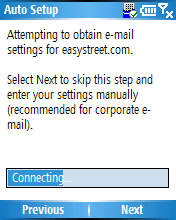 Auto Setup
Attempting to obtain e-mail
settings for easystreet.com.
Select Next to skip this step and
enter your settings manually
(recommended for corporate e-
mail).
Connecting...
Previous
Next